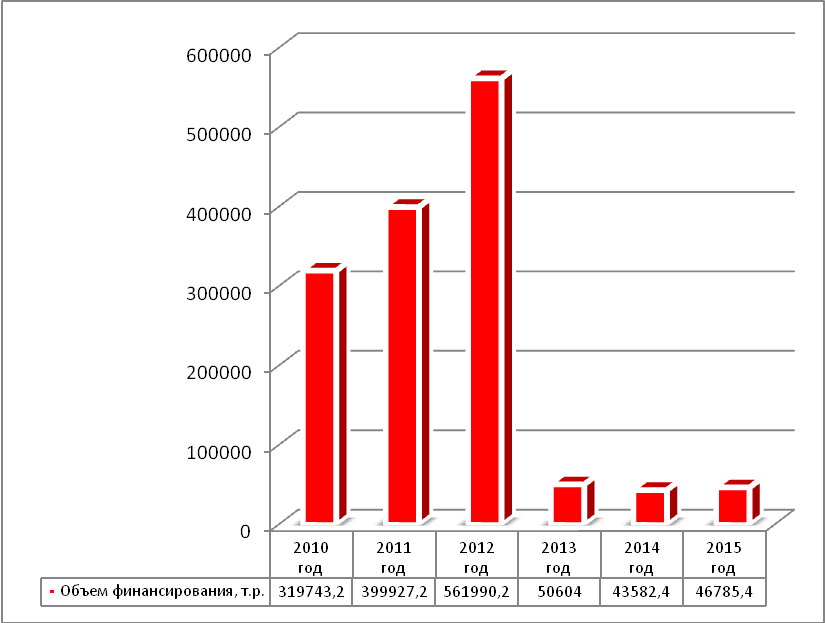 600000
500000
400000
300000
200000
100000
0
2010 год
2011 год
2012 год
2013 год
2014 год
2015 год
Объем финансирования, т.р. 319743,2 399927,2 561990,2 50604 43582,4 46785,4